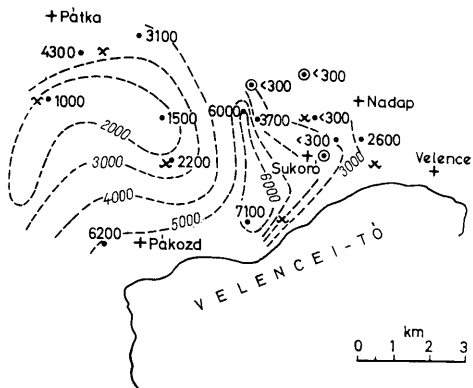 Pátka
3100
4300
<300
<300
1000
6000
3700
<300
Nadap
1500
2000
<300
2600
2200
Sukoró
3000
Velence
3000
6000
4000
5000
7100
6200
Pákozd
VELENCEI-TÓ
km
0 1 2 3